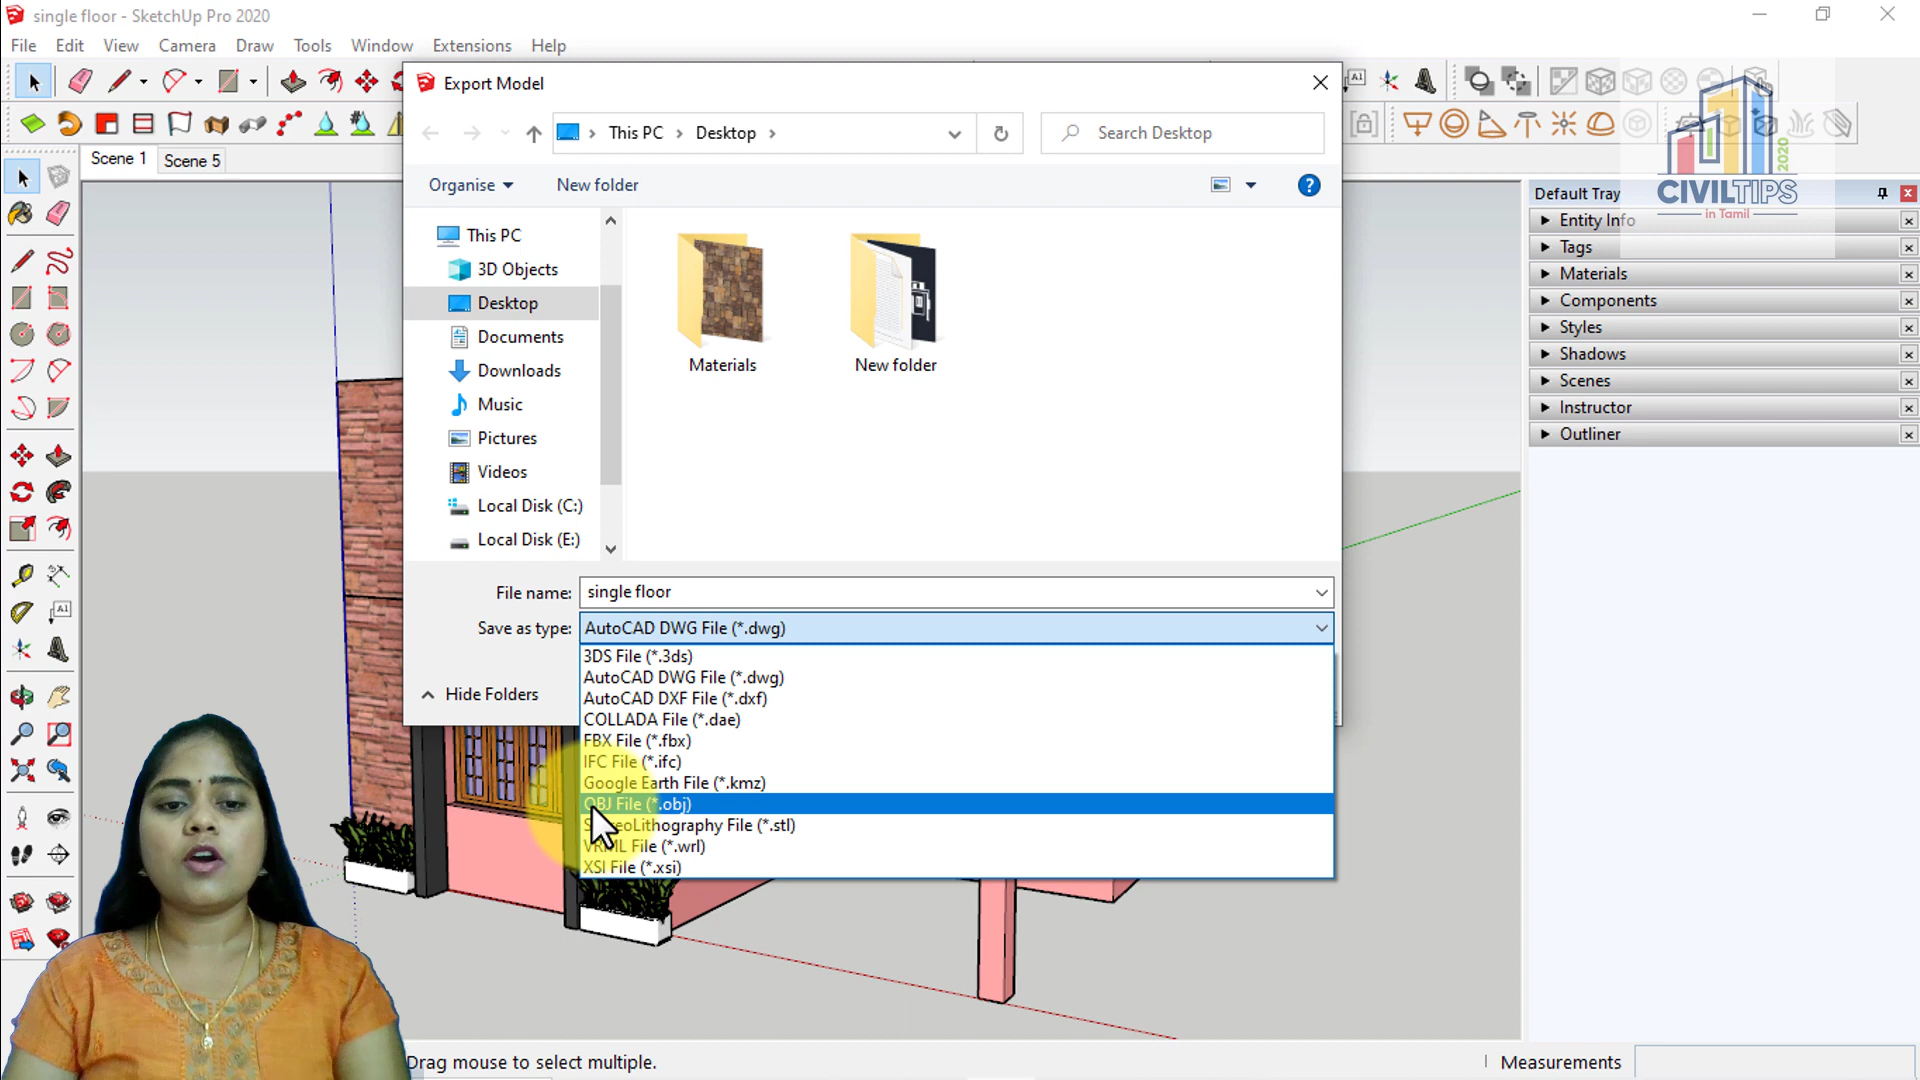 single floor - SketchUp Pro 2020
File Edit View Camera Draw Tools Window Extensions Help
Export Model
This PC > Desktop >
Search Desktop
Scene 1 Scene 5
Organise New folder
This PC
3D Objects
Desktop
Documents
Downloads
Music
Pictures
Videos
Local Disk (C:)
Local Disk (E:)
Materials
New folder
File name: single floor
Save as type: AutoCAD DWG File (*.dwg)
3DS File (*.3ds)
AutoCAD DWG File (*.dwg)
AutoCAD DXF File (*.dxf)
COLLADA File (*.dae)
FBX File (*.fbx)
IFC File (*.ifc)
Google Earth File (*.kmz)
OBJ File (*.obj)
StereoLithography File (*.stl)
VRML File (*.wrl)
XSI File (*.xsi)
Hide Folders
Default Tray
Entity Info
Tags
Materials
Components
Styles
Shadows
Scenes
Instructor
Outliner
2020
CIVILTIPS
in Tamil
A1
A1
Drag mouse to select multiple.
Measurements